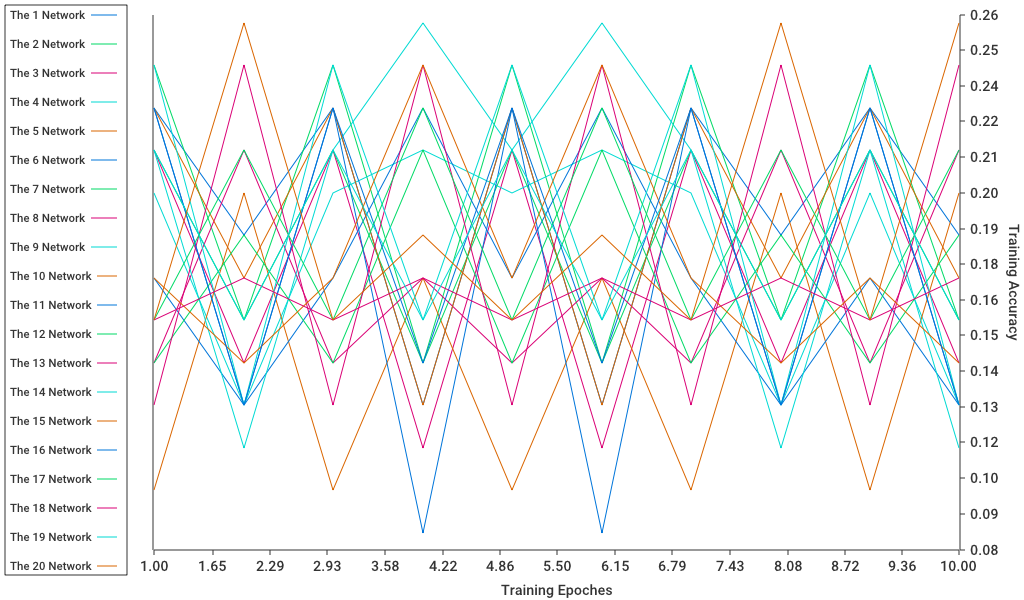 The 1 Network
The 2 Network
The 3 Network
The 4 Network
The 5 Network
The 6 Network
The 7 Network
The 8 Network
The 9 Network
The 10 Network
The 11 Network
The 12 Network
The 13 Network
The 14 Network
The 15 Network
The 16 Network
The 17 Network
The 18 Network
The 19 Network
The 20 Network
0.26
0.25
0.24
0.22
0.21
0.20
0.19
0.18
0.16
0.15
0.14
0.13
0.12
0.10
0.09
0.08
Training Accuracy
1.00 1.65 2.29 2.93 3.58 4.22 4.86 5.50 6.15 6.79 7.43 8.08 8.72 9.36 10.00
Training Epoches